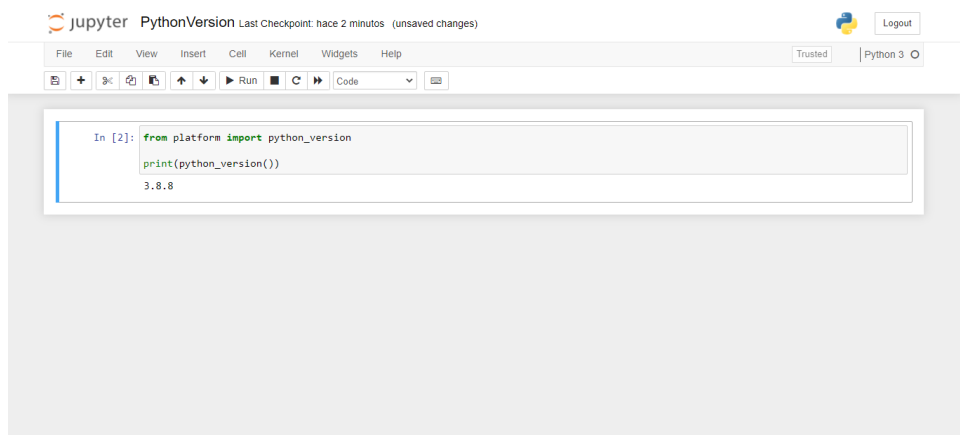 jupyter PythonVersion Last Checkpoint: hace 2 minutos (unsaved changes) Logout
File Edit View Insert Cell Kernel Widgets Help Trusted Python 3
Run Code
In [2]: from platform import python_version
print(python_version())
3.8.8